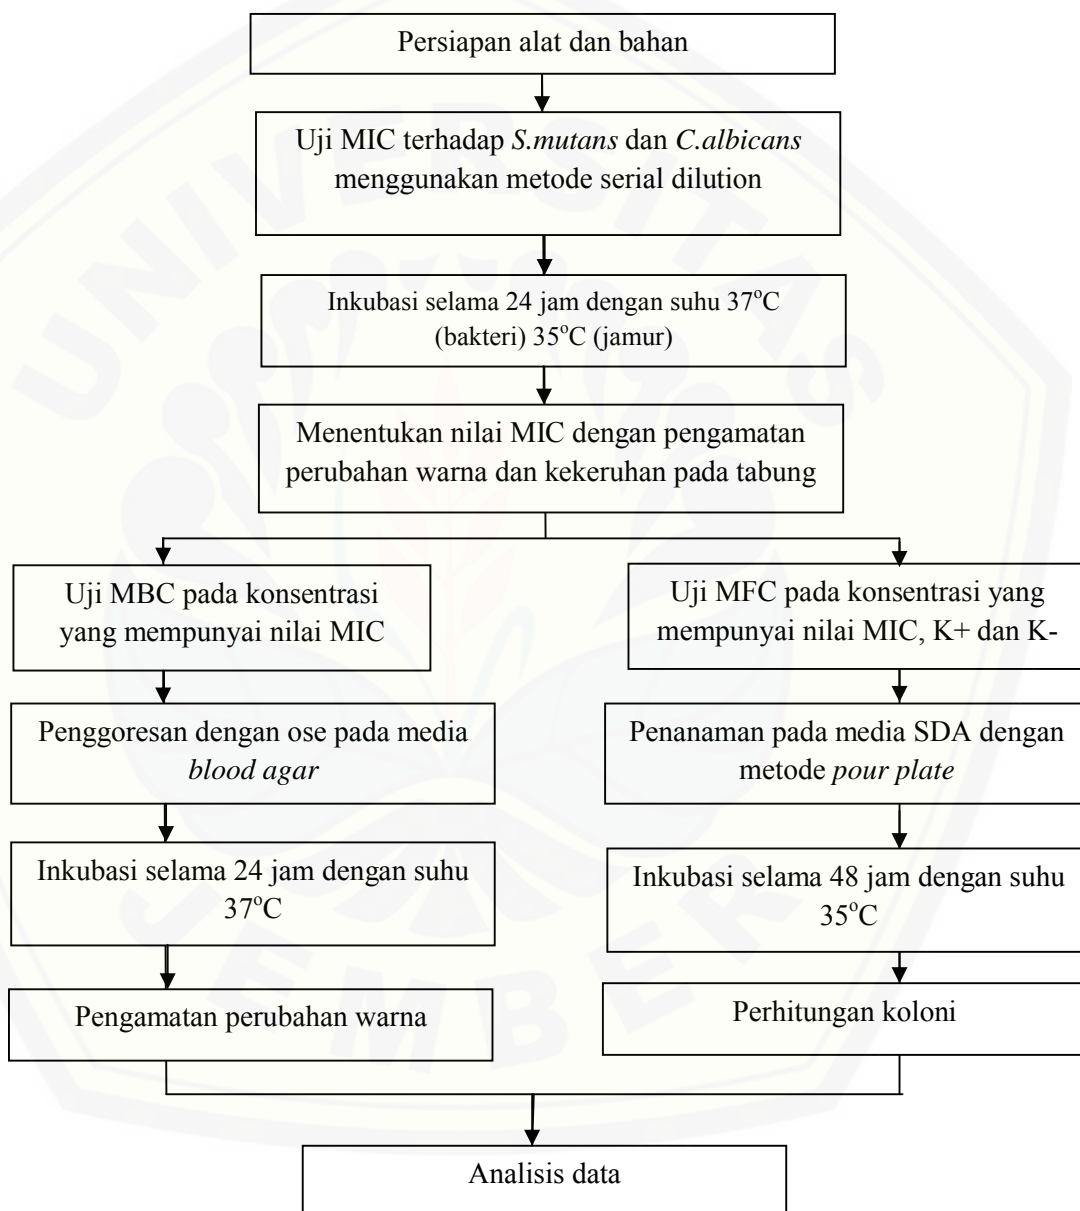 Persiapan alat dan bahan
Uji MIC terhadap S.mutans dan C.albicans
menggunakan metode serial dilution
Inkubasi selama 24 jam dengan suhu 37°C
(bakteri) 35°C (jamur)
Menentukan nilai MIC dengan pengamatan
perubahan warna dan kekeruhan pada tabung
Uji MBC pada konsentrasi
yang mempunyai nilai MIC
Uji MFC pada konsentrasi yang
mempunyai nilai MIC, K+ dan K-
Penggoresan dengan ose pada media
blood agar
Penanaman pada media SDA dengan
metode pour plate
Inkubasi selama 24 jam dengan suhu
37°C
Inkubasi selama 48 jam dengan suhu
35°C
Pengamatan perubahan warna
Perhitungan koloni
Analisis data
UNIVERSITAS
JEMBER